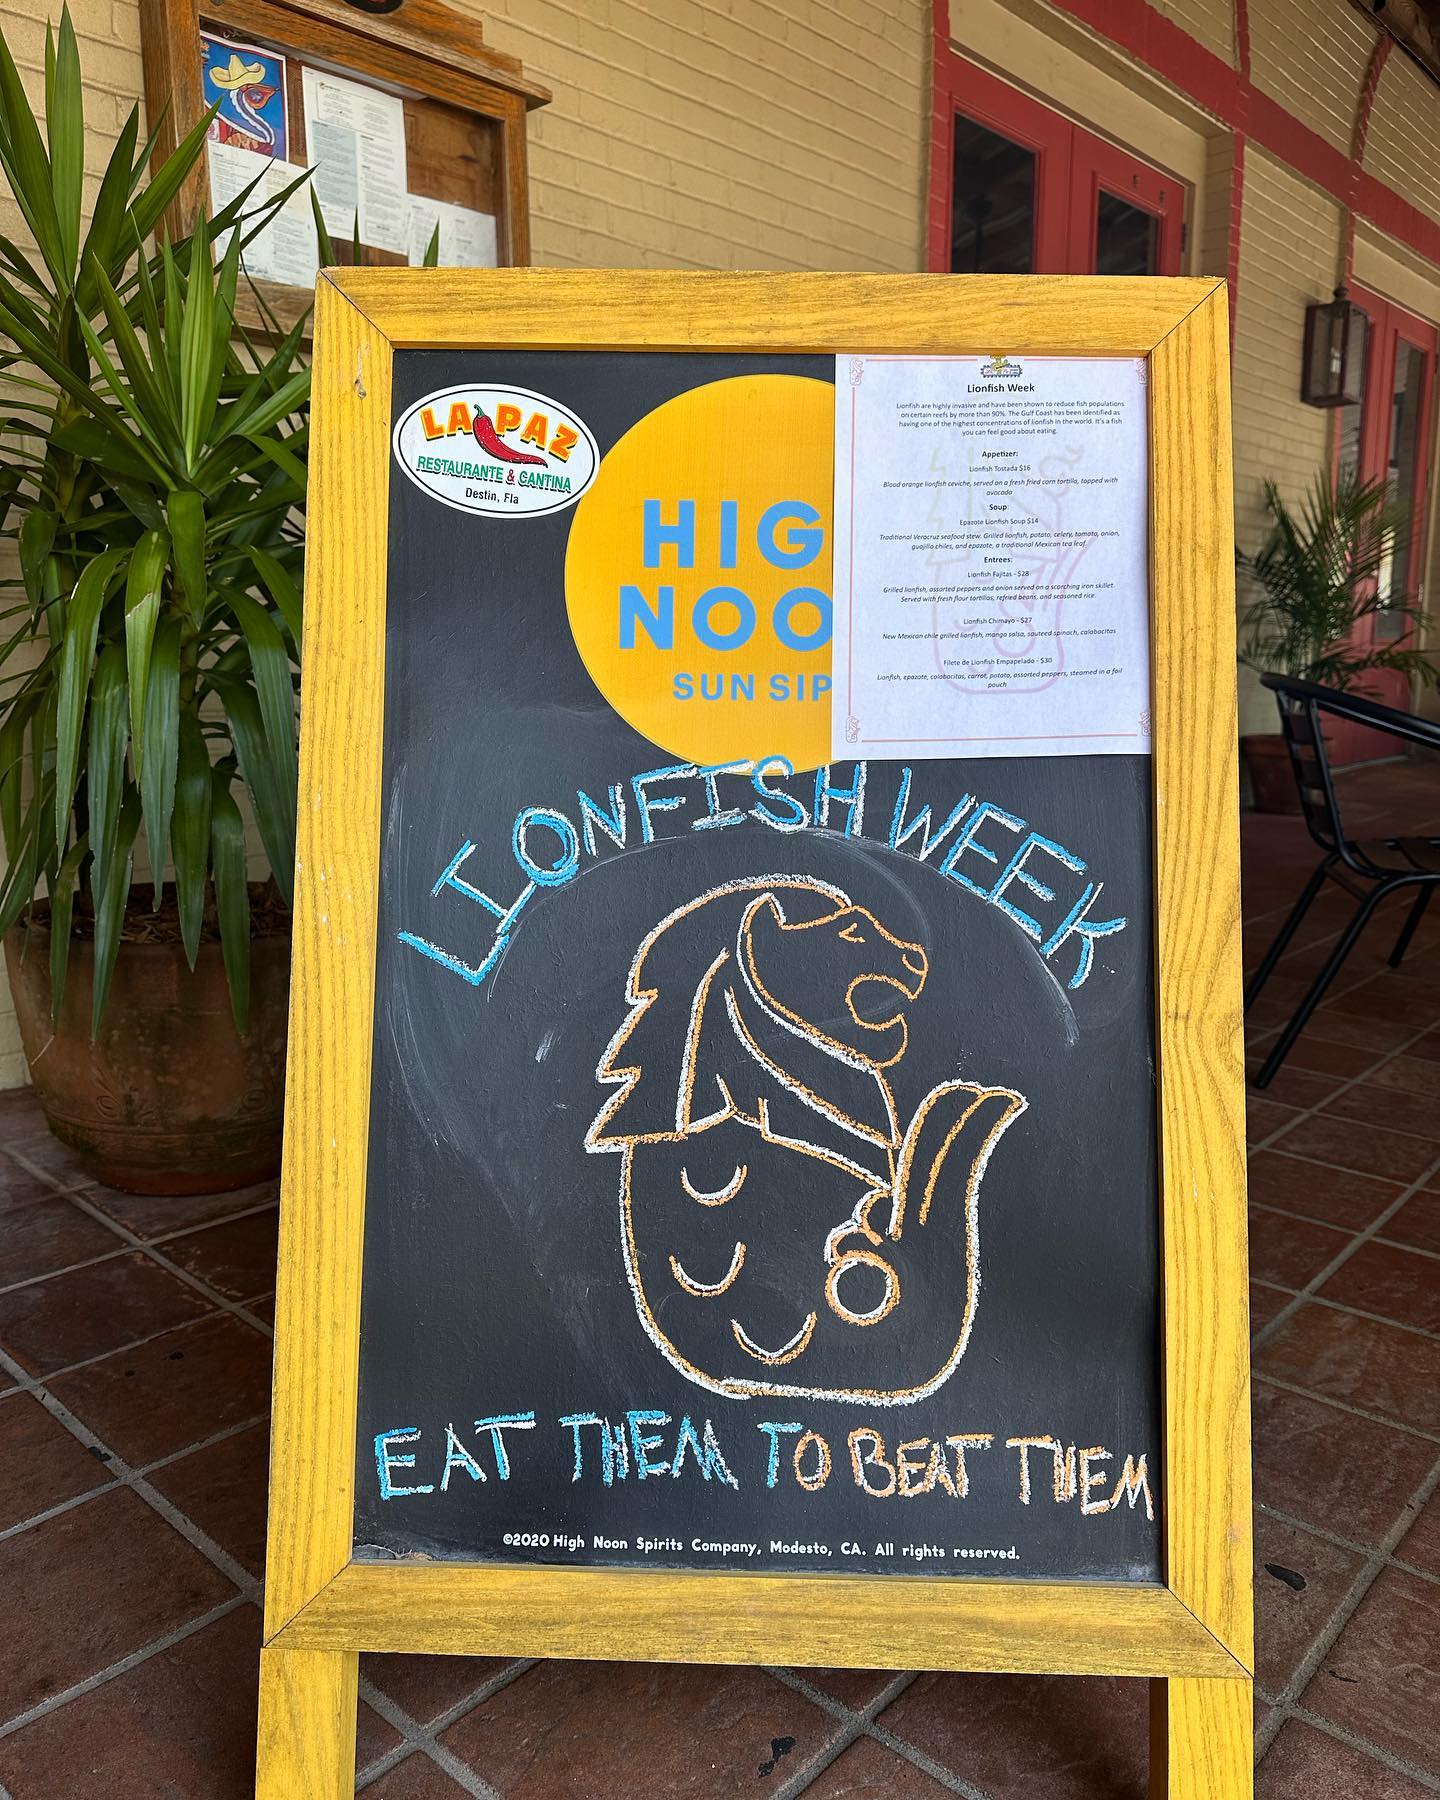 LA PAZ
RESTAURANTE & CANTINA
Destin, Fla
HIG
NOO
SUN SIP
Lionfish Week
Lionfish are highly invasive and have been shown to reduce fish populations
on certain reefs by more than 90%. The Gulf Coast has been identified as
having one of the highest concentrations of lionfish in the world. It's a fish
you can feel good about eating.
Appetizer:
Lionfish Tostada $16
Blood orange lionfish ceviche, served on a fresh fried corn tortilla, topped with
avocado
Soup:
Epazote Lionfish Soup $14
Traditional Veracruz seafood stew. Grilled lionfish, potato, celery, tomato, onion,
guajillo chiles, and epazote, a traditional Mexican tea leaf.
Entrees:
Lionfish Fajitas - $28
Grilled lionfish, assorted peppers and onion served on a scorching iron skillet.
Served with fresh flour tortillas, refried beans, and seasoned rice.
Lionfish Chimayo - $27
New Mexican chile grilled lionfish, mango salsa, sauteed spinach, calabacitas
Filete de Lionfish Empapelado - $30
Lionfish, epazote, calabacitas, carrot, potato, assorted peppers, steamed in a foil
pouch
LIONFISH WEEK
EAT THEM TO BEAT THEM
©2020 High Noon Spirits Company, Modesto, CA. All rights reserved.